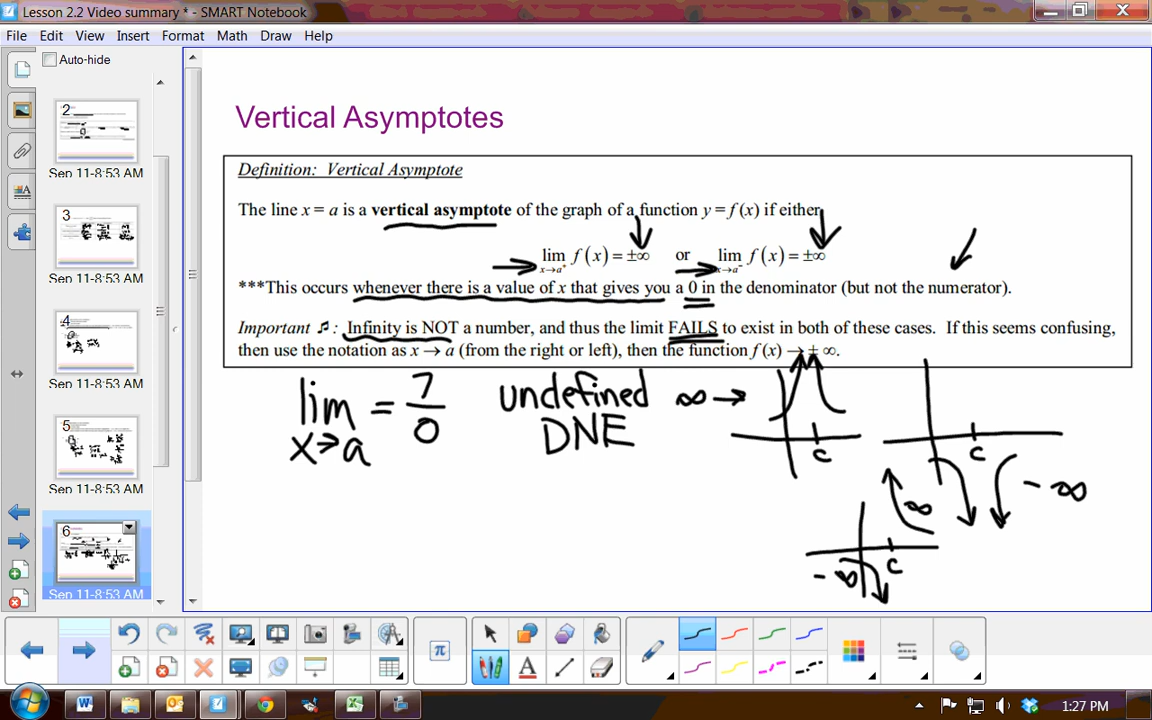 Lesson 2.2 Video summary * - SMART Notebook
File Edit View Insert Format Math Draw Help
Auto-hide
2
Sep 11-8:53 AM
3
Sep 11-8:53 AM
4
Sep 11-8:53 AM
5
Sep 11-8:53 AM
6
Sep 11-8:53 AM
Vertical Asymptotes
Definition: Vertical Asymptote
The line x = a is a vertical asymptote of the graph of a function y = f (x) if either
lim x→a⁺ f (x) = ±∞ or lim x→a⁻ f (x) = ±∞
***This occurs whenever there is a value of x that gives you a 0 in the denominator (but not the numerator).
Important ♬: Infinity is NOT a number, and thus the limit FAILS to exist in both of these cases. If this seems confusing,
then use the notation as x → a (from the right or left), then the function f (x) → ± ∞.
lim x→a = 7/0
undefined
DNE
∞ →
c
c
-∞
∞
-∞
c
π
A
W
1:27 PM